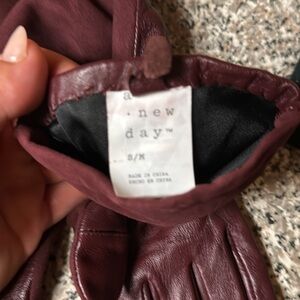 a
· new
day™
S/M
MADE IN CHINA
HECHO EN CHINA